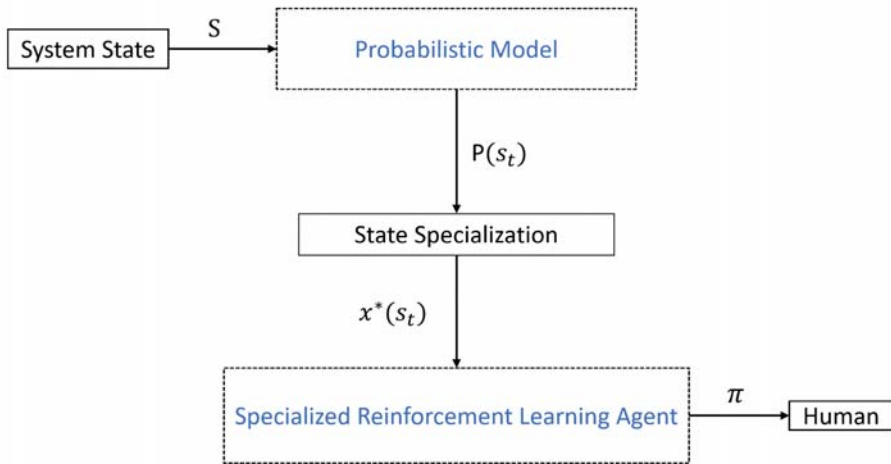 System State
S
Probabilistic Model
P(s_t)
State Specialization
x*(s_t)
Specialized Reinforcement Learning Agent
π
Human